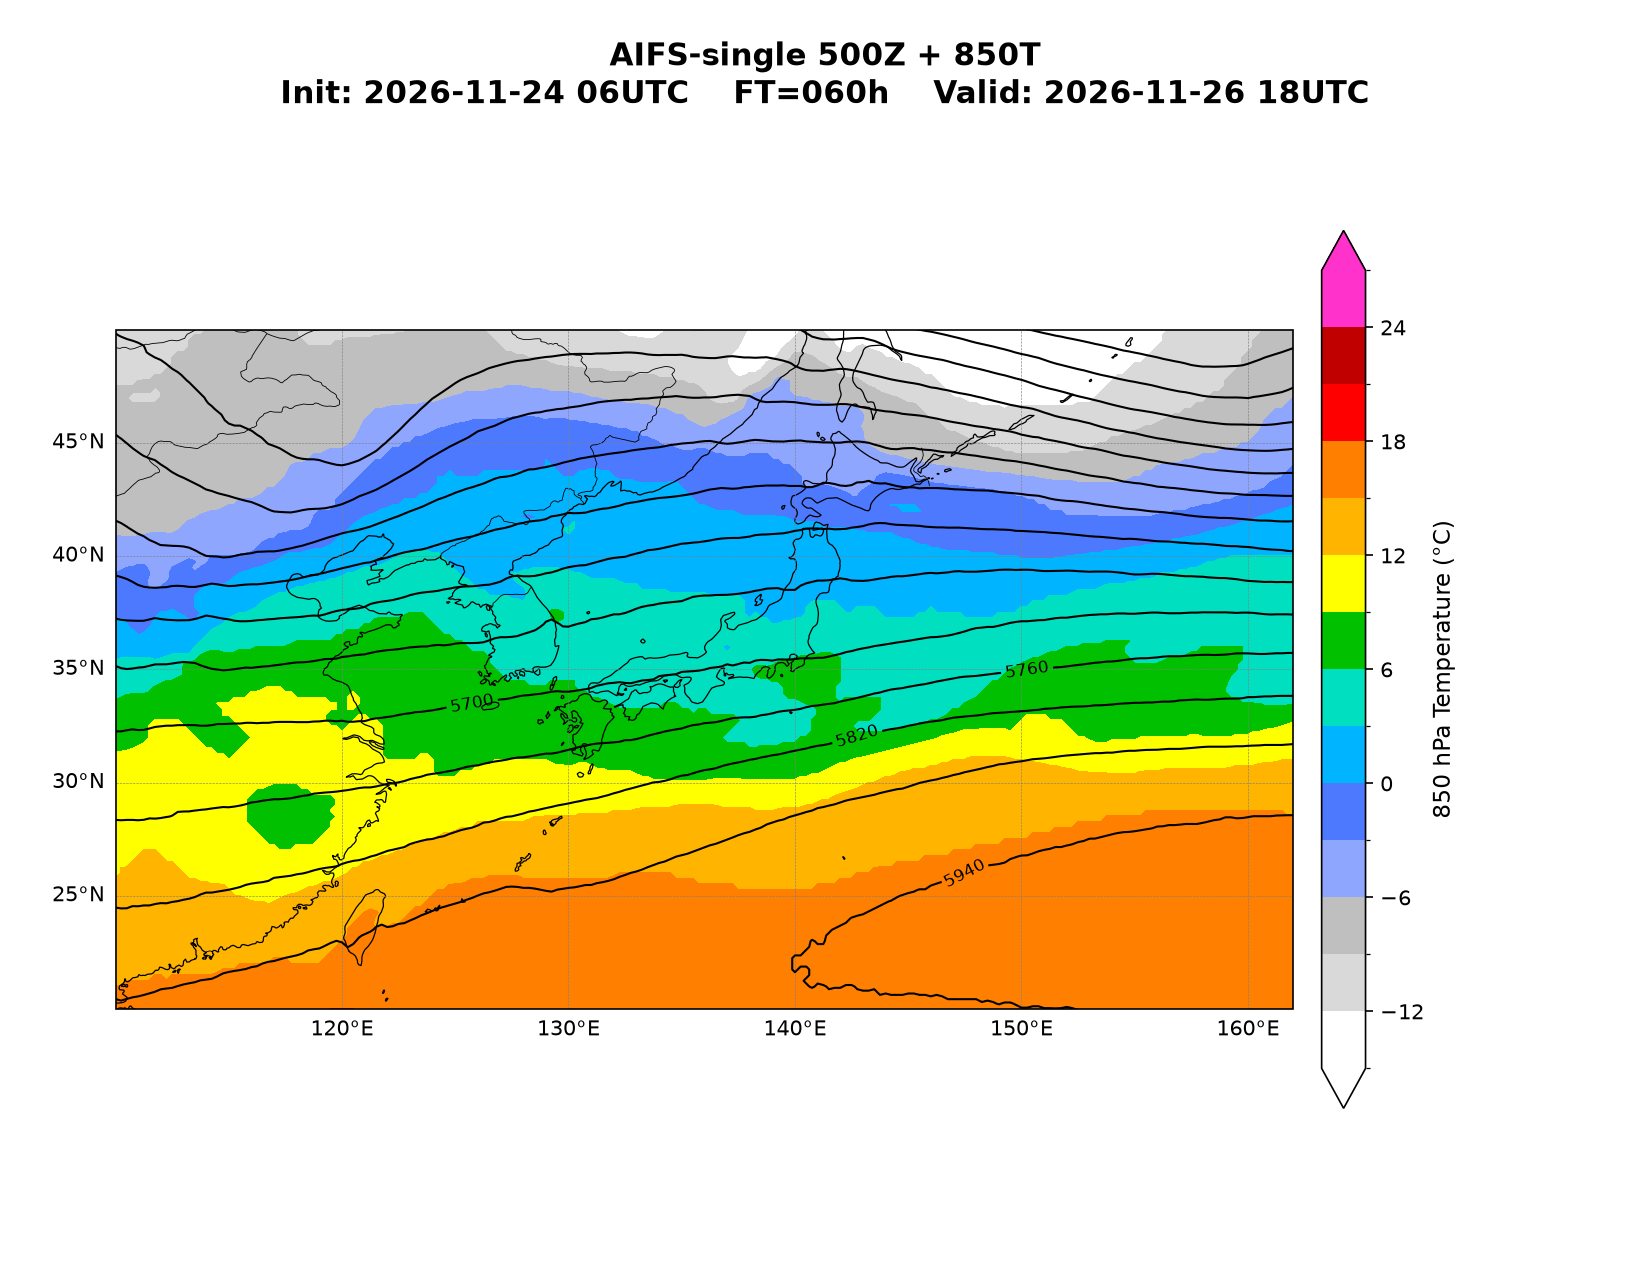 AIFS-single 500Z + 850T
Init: 2026-11-24 06UTC    FT=060h    Valid: 2026-11-26 18UTC
45°N
40°N
35°N
30°N
25°N
120°E
130°E
140°E
150°E
160°E
5700
5760
5820
5940
24
18
12
6
0
−6
−12
850 hPa Temperature (°C)